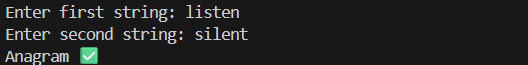 Enter first string: listen
Enter second string: silent
Anagram ✅